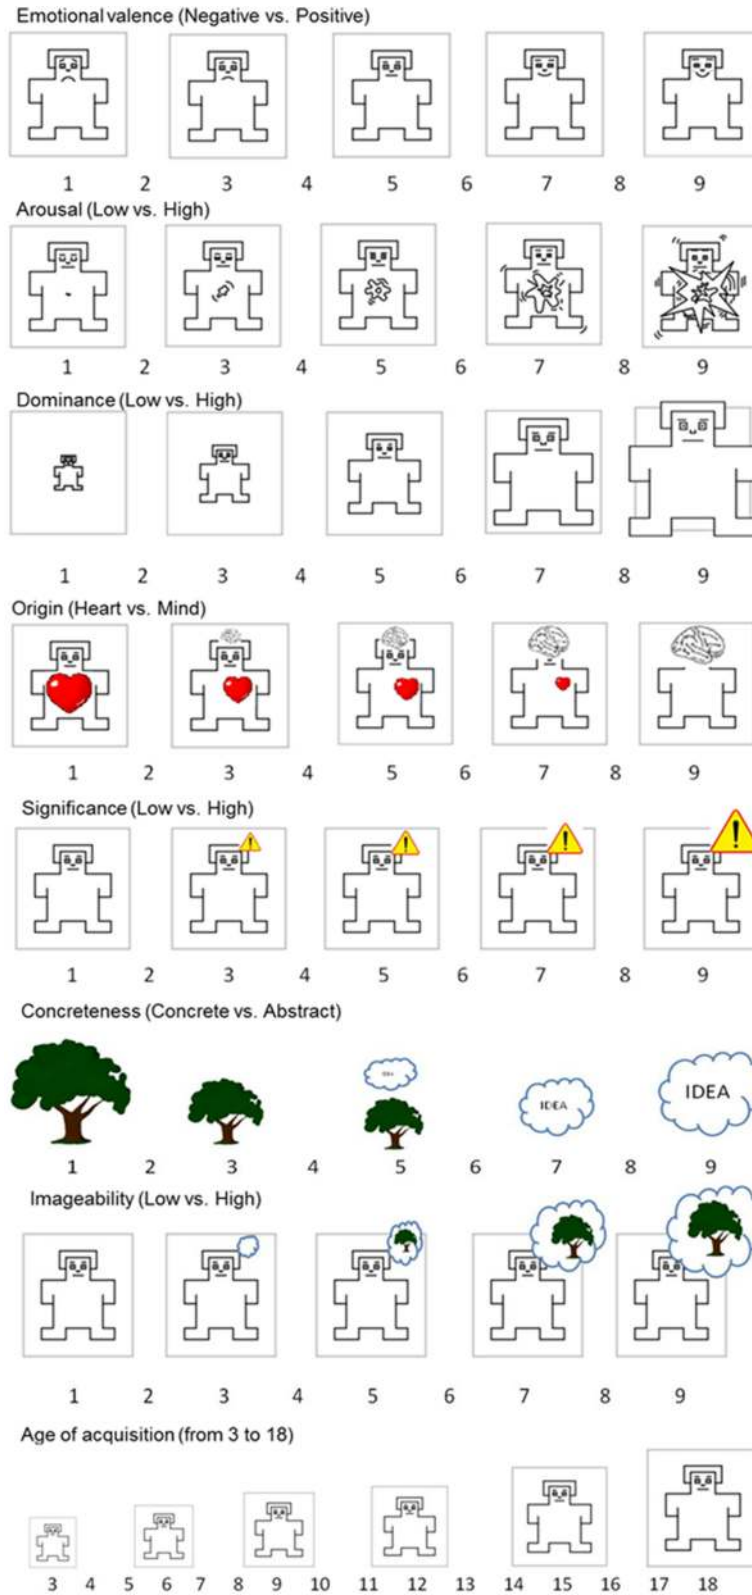 Emotional valence (Negative vs. Positive)
1 2 3 4 5 6 7 8 9
Arousal (Low vs. High)
1 2 3 4 5 6 7 8 9
Dominance (Low vs. High)
1 2 3 4 5 6 7 8 9
Origin (Heart vs. Mind)
1 2 3 4 5 6 7 8 9
Significance (Low vs. High)
! ! ! !
1 2 3 4 5 6 7 8 9
Concreteness (Concrete vs. Abstract)
IDEA IDEA
1 2 3 4 5 6 7 8 9
Imageability (Low vs. High)
1 2 3 4 5 6 7 8 9
Age of acquisition (from 3 to 18)
3 4 5 6 7 8 9 10 11 12 13 14 15 16 17 18